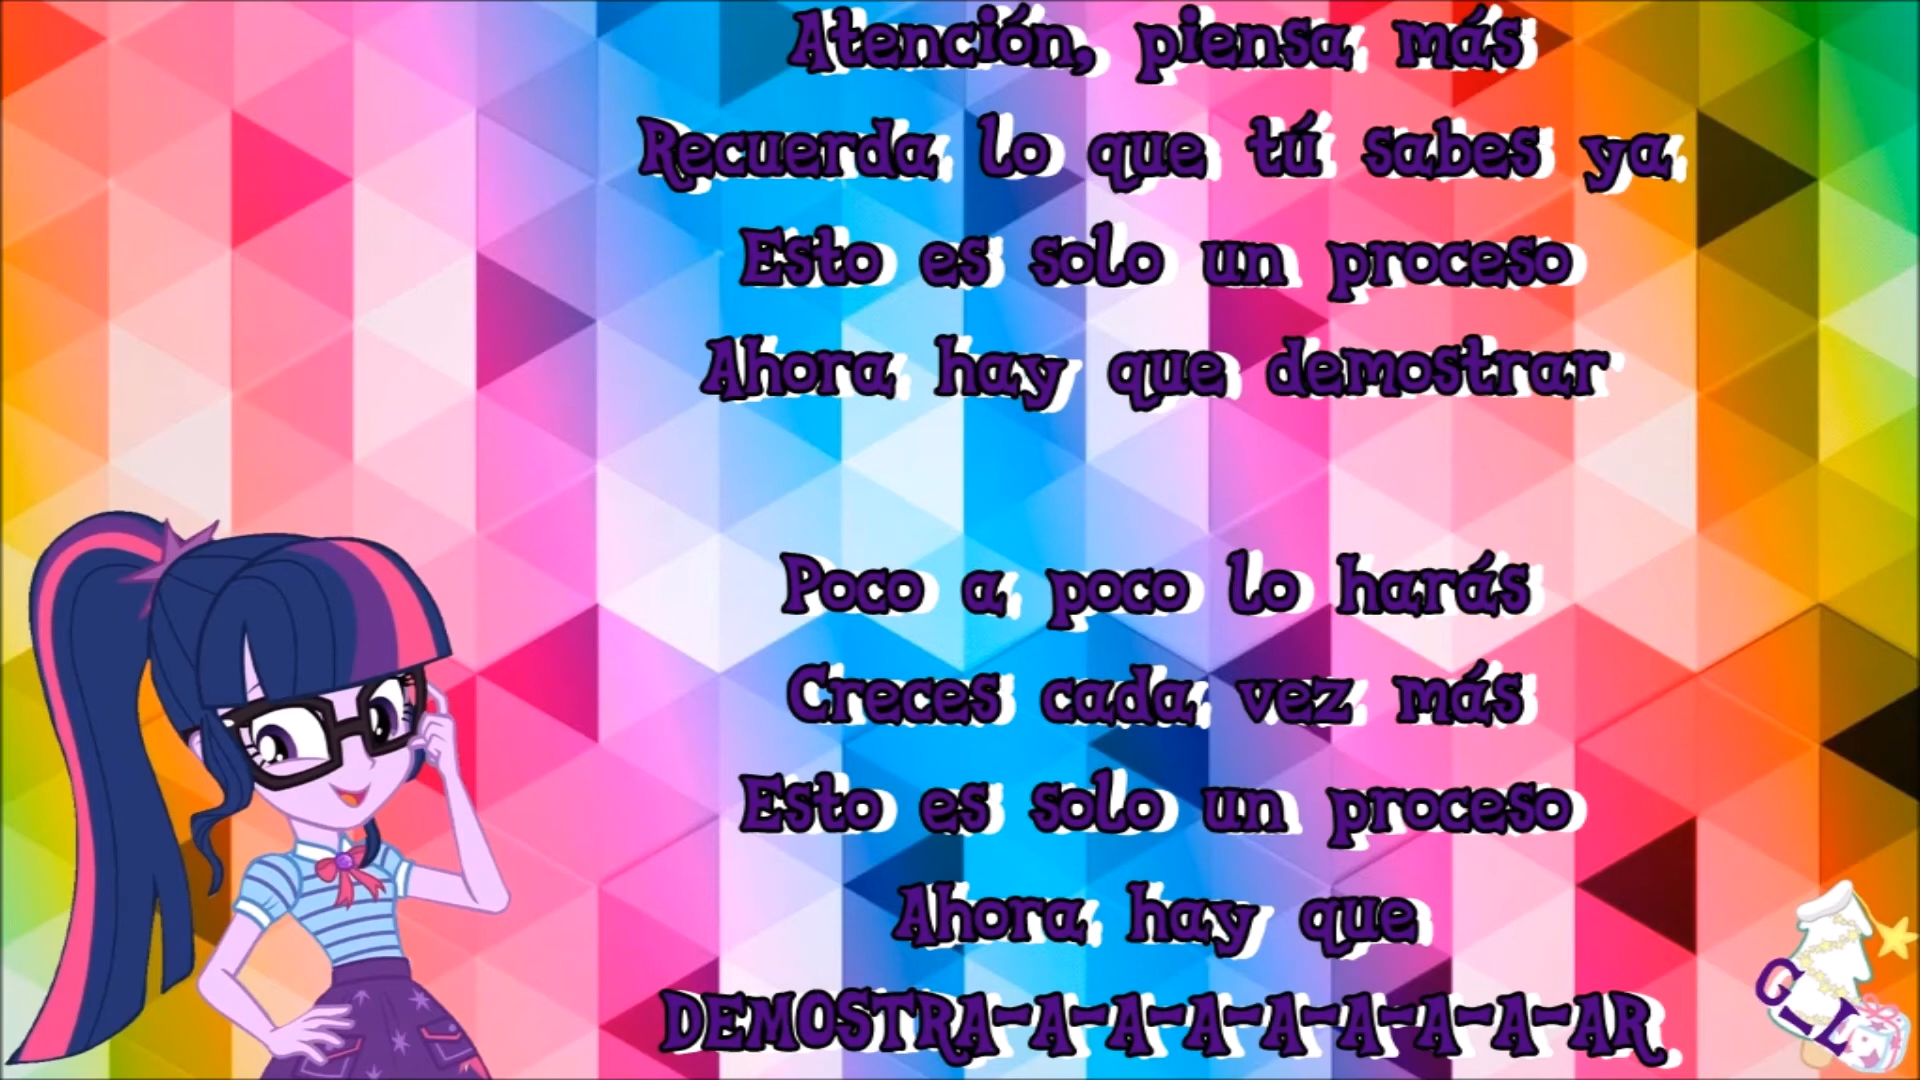 Atención, piensa más
Recuerda lo que tú sabes ya
Esto es solo un proceso
Ahora hay que demostrar
Poco a poco lo harás
Creces cada vez más
Esto es solo un proceso
Ahora hay que
DEMOSTRA-A-A-A-A-A-A-A-AR
G_L